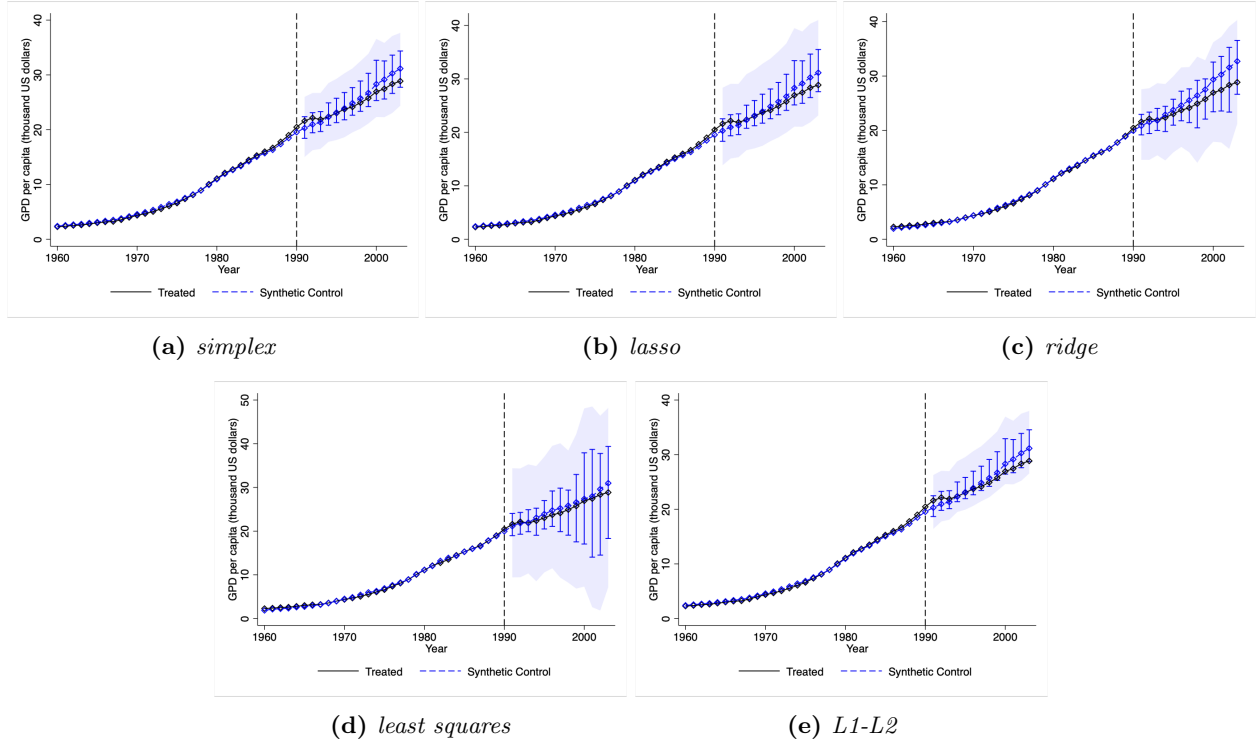 GPD per capita (thousand US dollars)
40
30
20
10
0
1960 1970 1980 1990 2000
Year
Treated Synthetic Control
(a) simplex
GPD per capita (thousand US dollars)
40
30
20
10
0
1960 1970 1980 1990 2000
Year
Treated Synthetic Control
(b) lasso
GPD per capita (thousand US dollars)
40
30
20
10
0
1960 1970 1980 1990 2000
Year
Treated Synthetic Control
(c) ridge
GPD per capita (thousand US dollars)
50
40
30
20
10
0
1960 1970 1980 1990 2000
Year
Treated Synthetic Control
(d) least squares
GPD per capita (thousand US dollars)
40
30
20
10
0
1960 1970 1980 1990 2000
Year
Treated Synthetic Control
(e) L1-L2